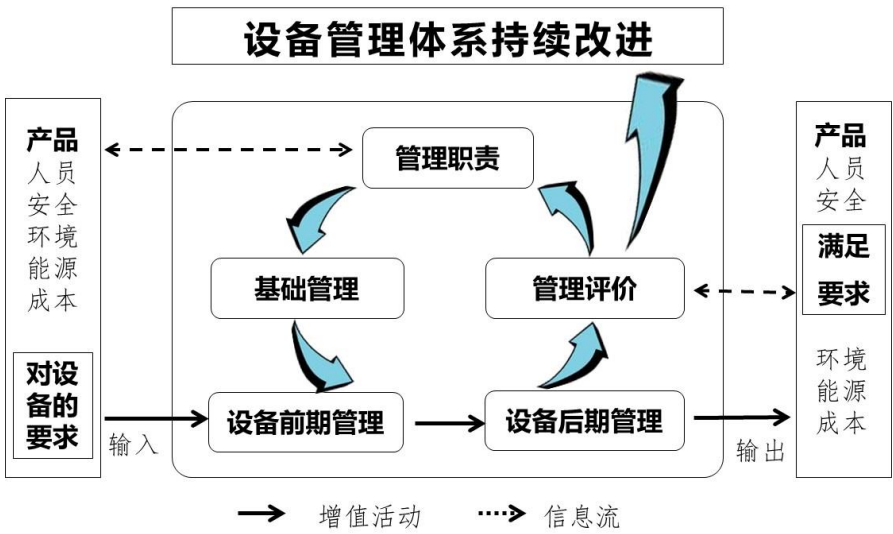 设备管理体系持续改进
产品
人员
安全
环境
能源
成本
对设
备的
要求
输入
管理职责
基础管理
管理评价
设备前期管理
设备后期管理
输出
产品
人员
安全
满足
要求
环境
能源
成本
增值活动
信息流